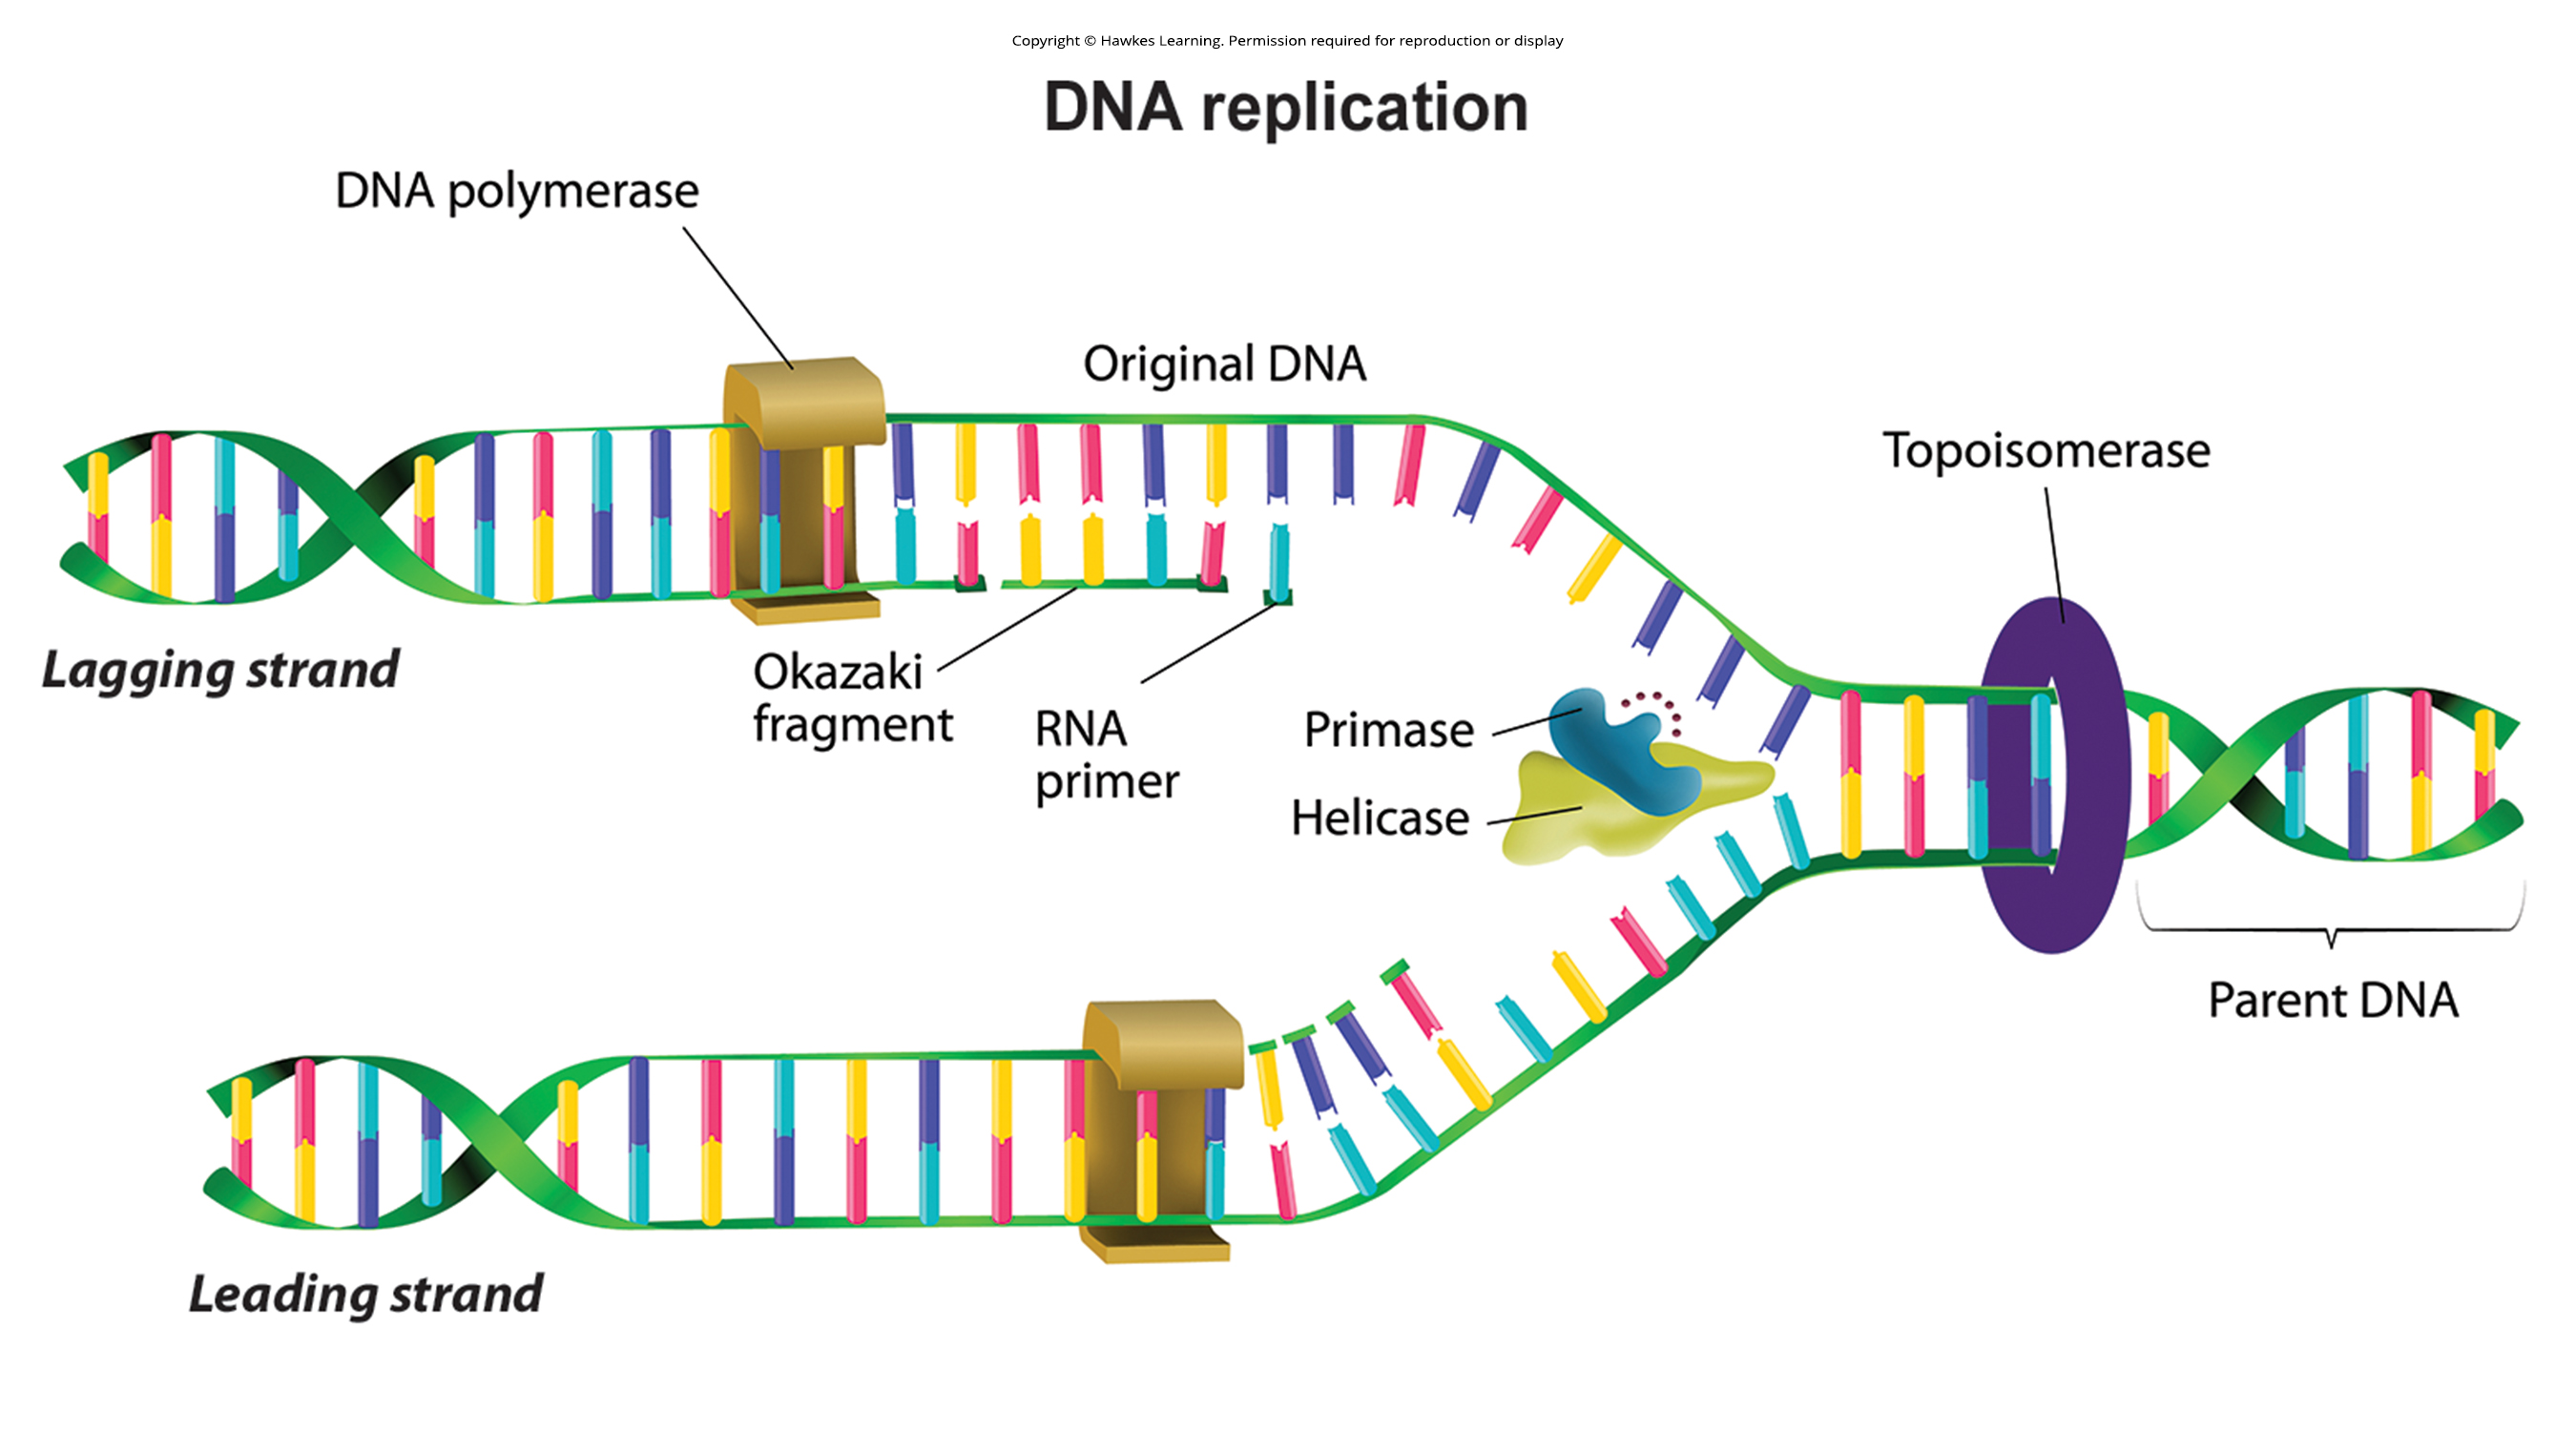 Copyright © Hawkes Learning. Permission required for reproduction or display
DNA replication
DNA polymerase
Original DNA
Topoisomerase
Lagging strand
Okazaki
fragment
RNA
primer
Primase
Helicase
Parent DNA
Leading strand